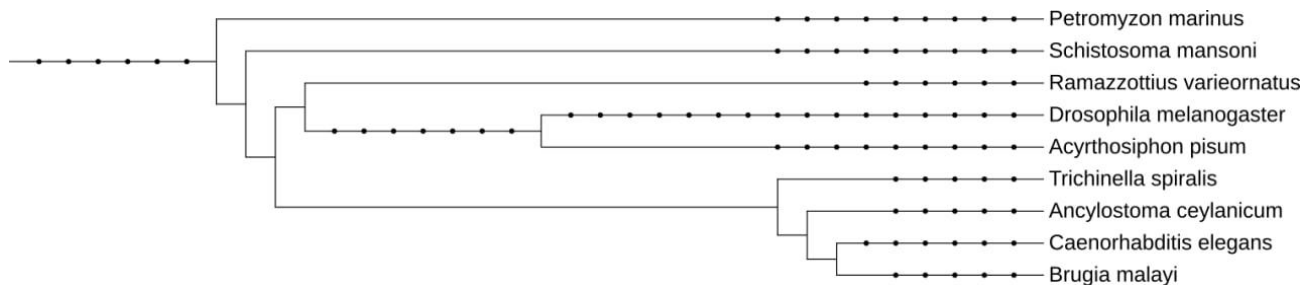 Petromyzon marinus
Schistosoma mansoni
Ramazzottius varieornatus
Drosophila melanogaster
Acyrthosiphon pisum
Trichinella spiralis
Ancylostoma ceylanicum
Caenorhabditis elegans
Brugia malayi